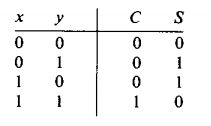 x y C S
0 0 0 0
0 1 0 1
1 0 0 1
1 1 1 0